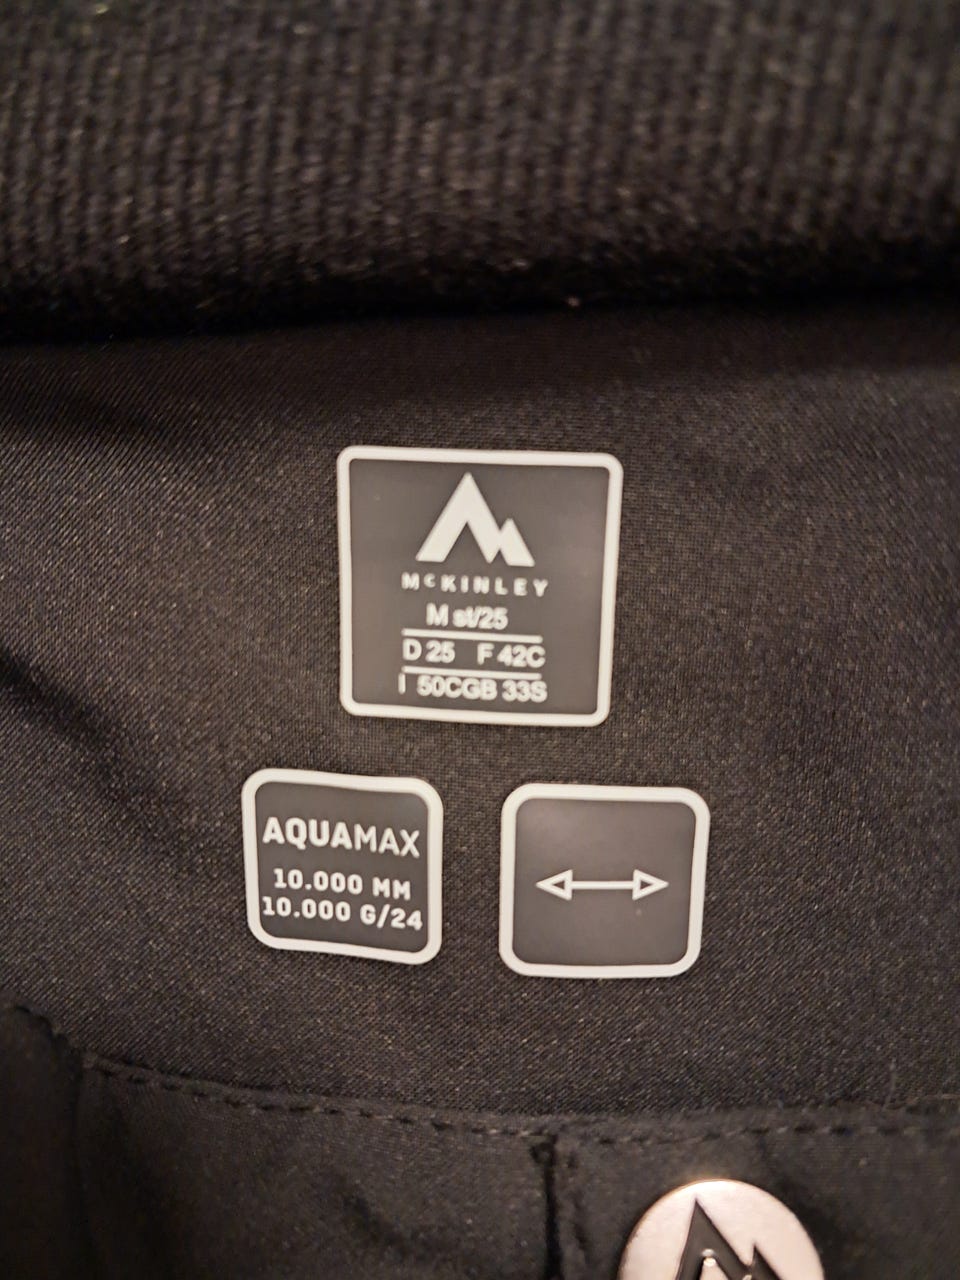 McKINLEY
M st/25
D 25 F 42C
I 50CGB 33S
AQUAMAX
10.000 MM
10.000 G/24